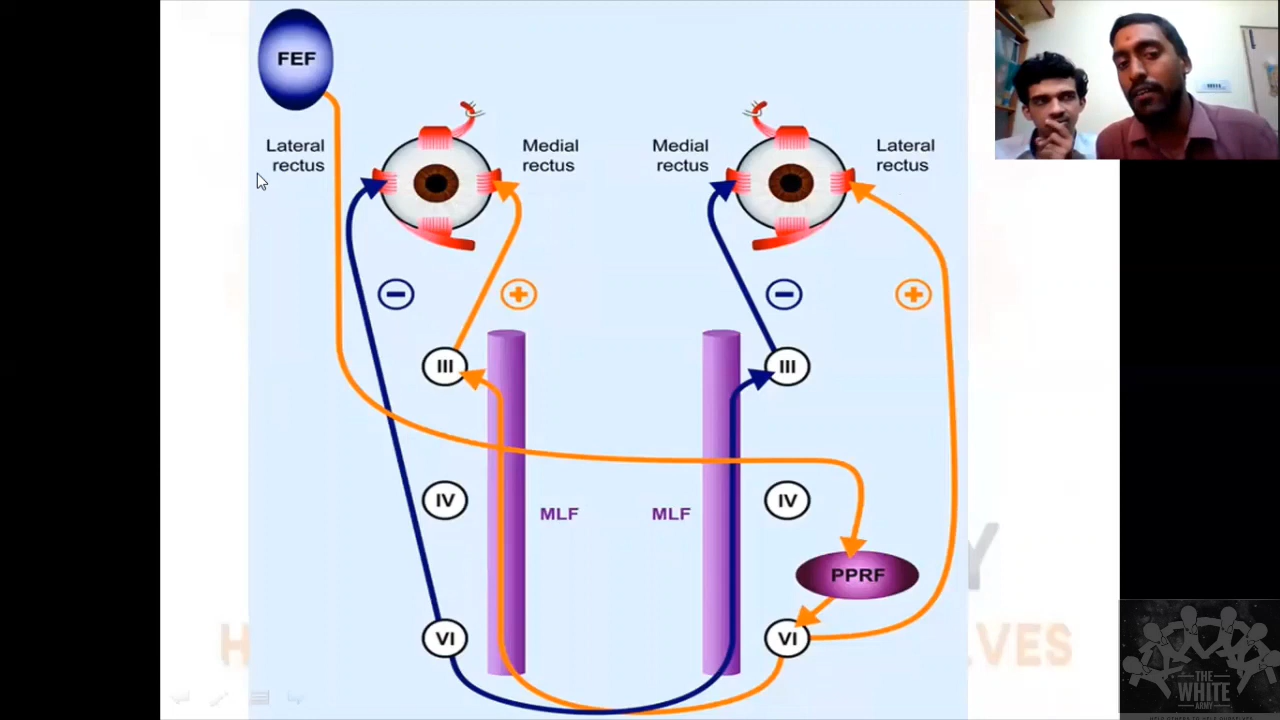 FEF
Lateral
rectus
Medial
rectus
Medial
rectus
Lateral
rectus
III
III
IV
MLF
MLF
IV
PPRF
VI
VI
Y
H
LVES
THE
WHITE
ARMY